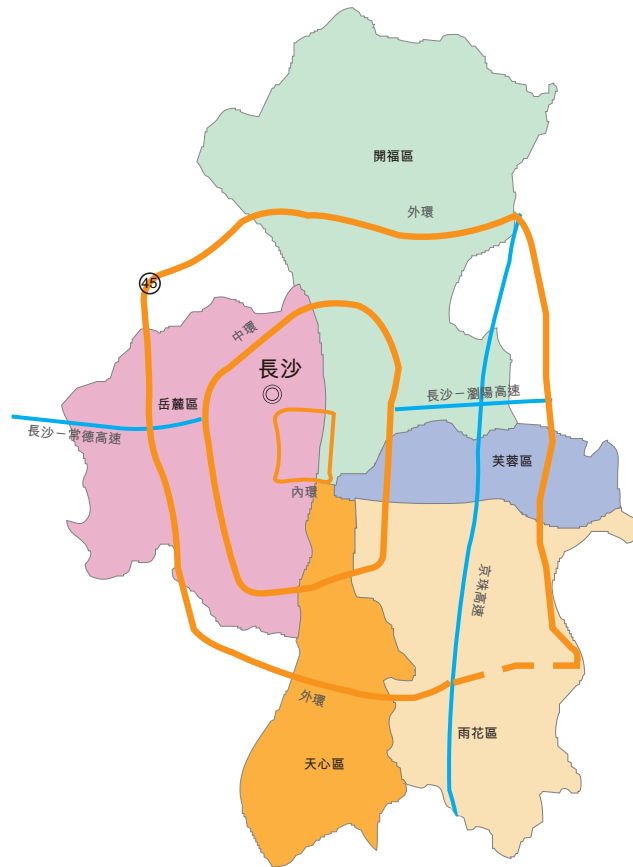 開福區
外環
45
中環
長沙
長沙－瀏陽高速
岳麓區
長沙－常德高速
芙蓉區
內環
京珠高速
外環
雨花區
天心區